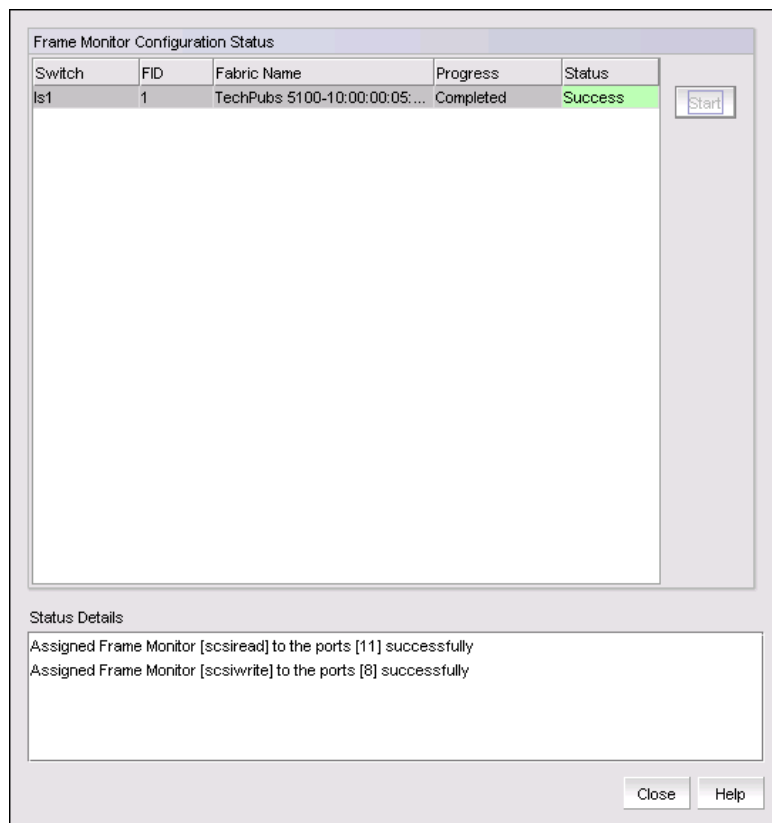 Frame Monitor Configuration Status
Switch FID Fabric Name Progress Status
ls1 1 TechPubs 5100-10:00:00:05:... Completed Success
Start
Status Details
Assigned Frame Monitor [scsiread] to the ports [11] successfully
Assigned Frame Monitor [scsiwrite] to the ports [8] successfully
Close Help